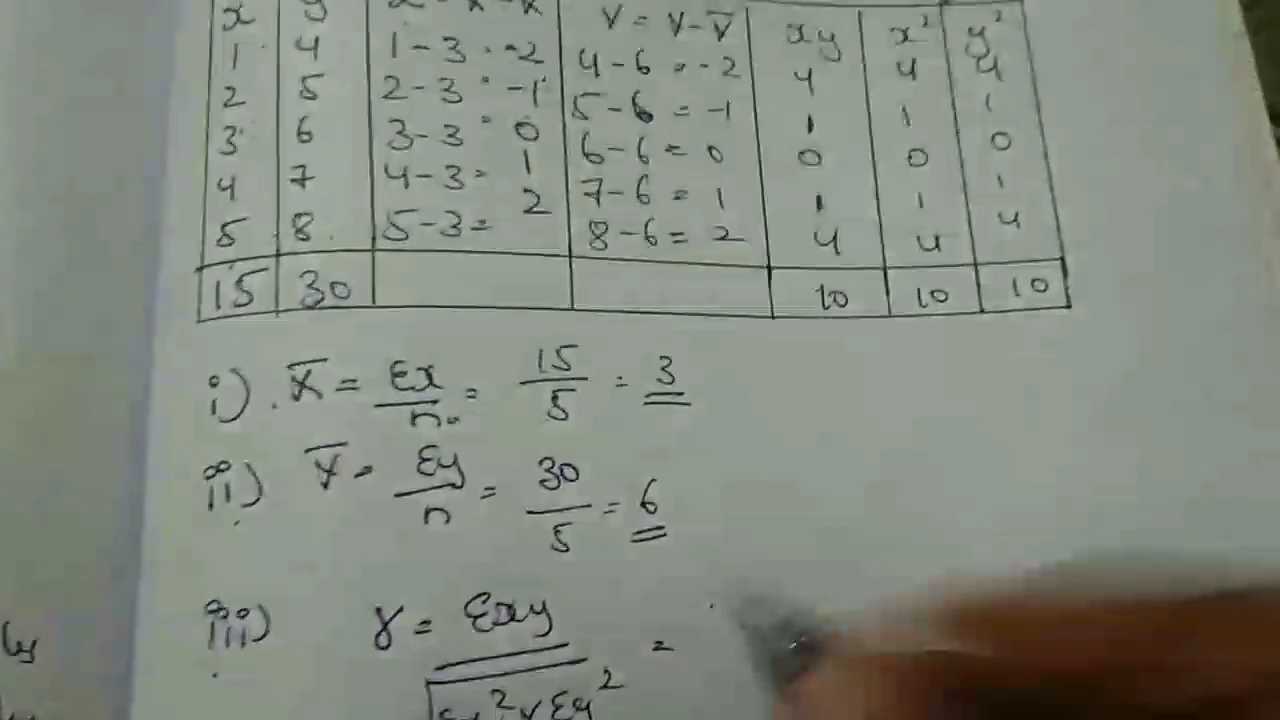 x y x = x - x̄ y = y - ȳ xy x² y²
1 4 1 - 3 = -2 4 - 6 = -2 4 4 4
2 5 2 - 3 = -1 5 - 6 = -1 1 1 1
3 6 3 - 3 = 0 6 - 6 = 0 0 0 0
4 7 4 - 3 = 1 7 - 6 = 1 1 1 1
5 8 5 - 3 = 2 8 - 6 = 2 4 4 4
15 30 10 10 10
i) x̄ = Σx/n = 15/5 = 3
ii) ȳ = Σy/n = 30/5 = 6
iii) r = Σxy/√Σx² × Σy² =